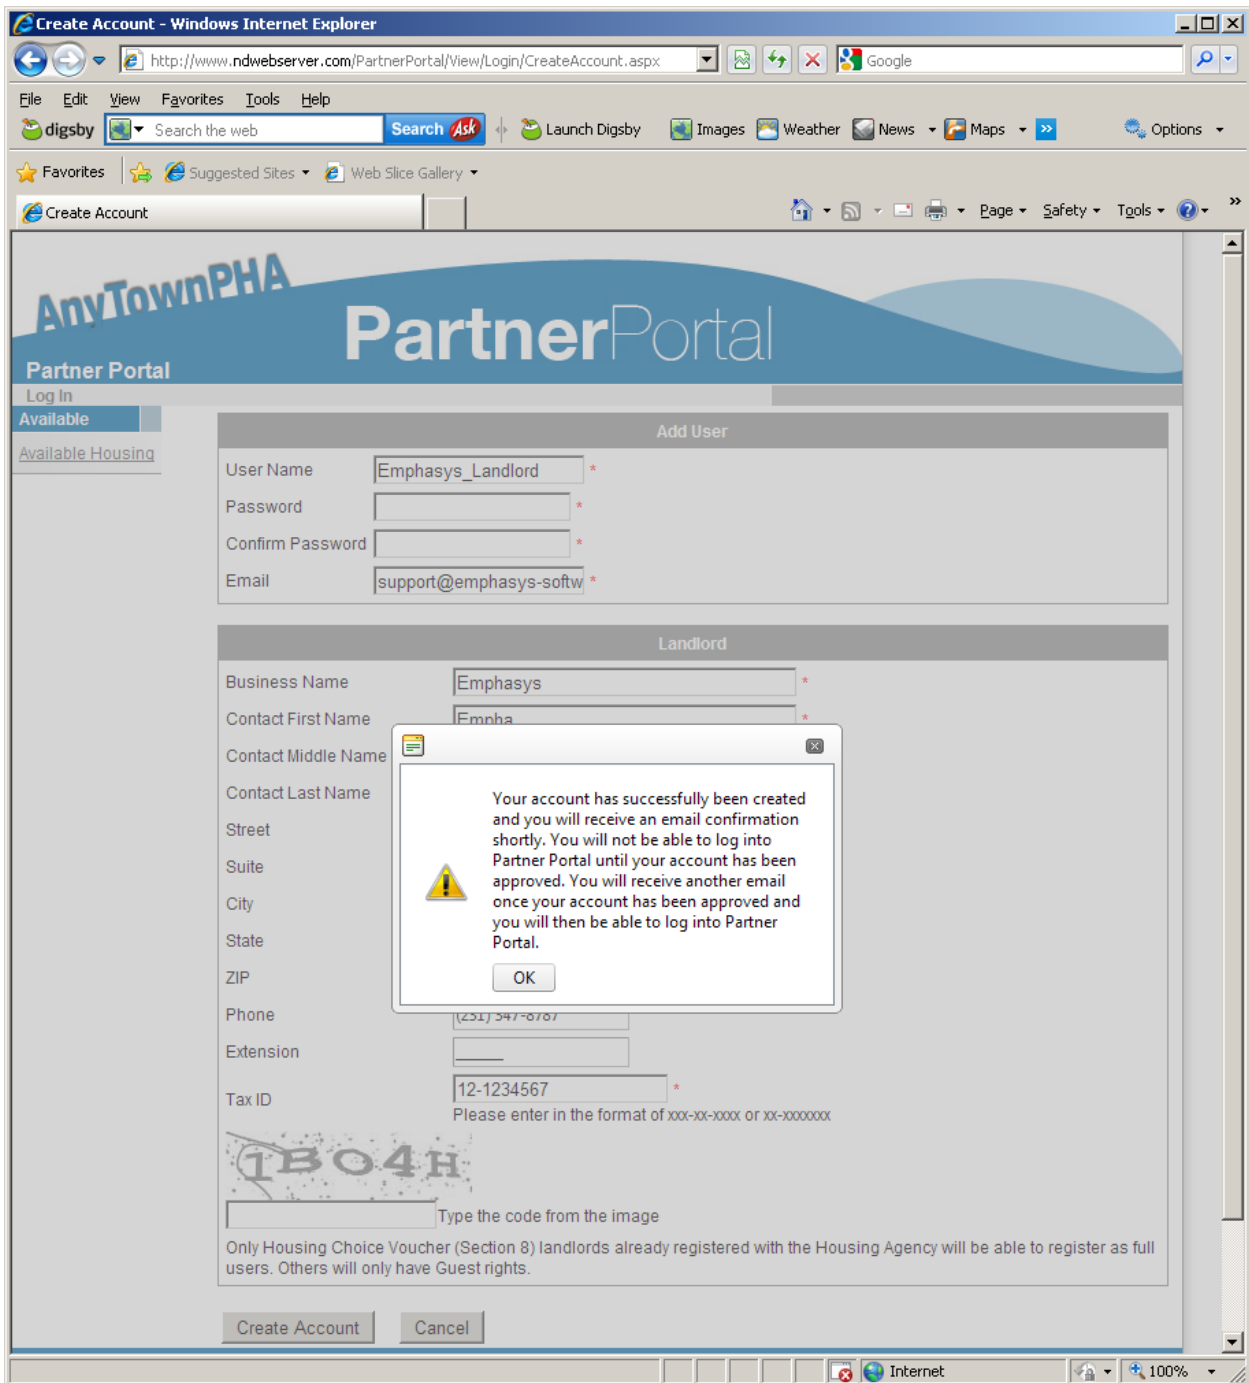 Create Account - Windows Internet Explorer
http://www.ndwebserver.com/PartnerPortal/View/Login/CreateAccount.aspx
Google
File Edit View Favorites Tools Help
digsby Search the web Search Ask Launch Digsby Images Weather News Maps » Options
Favorites Suggested Sites Web Slice Gallery
Create Account Page Safety Tools »
AnyTownPHA
PartnerPortal
Partner Portal
Log In
Available
Available Housing
Add User
User Name Emphasys_Landlord *
Password *
Confirm Password *
Email support@emphasys-softw *
Landlord
Business Name Emphasys *
Contact First Name Empha *
Contact Middle Name
Contact Last Name
Street
Suite
City
State
ZIP
Your account has successfully been created
and you will receive an email confirmation
shortly. You will not be able to log into
Partner Portal until your account has been
approved. You will receive another email
once your account has been approved and
you will then be able to log into Partner
Portal.
OK
Phone (231) 547-8787
Extension
Tax ID 12-1234567 *
Please enter in the format of xxx-xx-xxxx or xx-xxxxxxx
1B04H
Type the code from the image
Only Housing Choice Voucher (Section 8) landlords already registered with the Housing Agency will be able to register as full
users. Others will only have Guest rights.
Create Account Cancel
Internet 100%